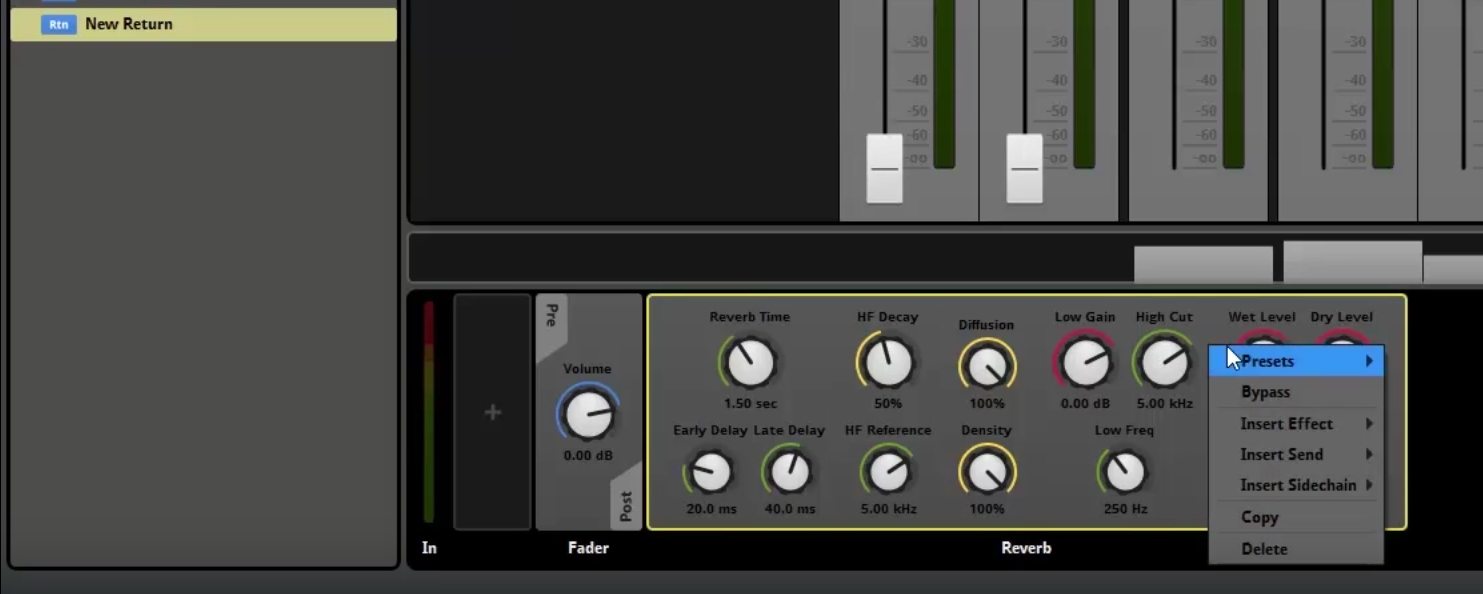 Rtn New Return
-30 -30 -30 -30
-40 -40 -40 -40
-50 -50 -50 -50
-60 -60 -60 -60
-oo -oo -oo -oo
Pre
Volume
0.00 dB
Post
Reverb Time HF Decay Diffusion Low Gain High Cut Wet Level Dry Level
1.50 sec 50% 100% 0.00 dB 5.00 kHz
Early Delay Late Delay HF Reference Density Low Freq
20.0 ms 40.0 ms 5.00 kHz 100% 250 Hz
Presets
Bypass
Insert Effect
Insert Send
Insert Sidechain
Copy
Delete
In Fader Reverb